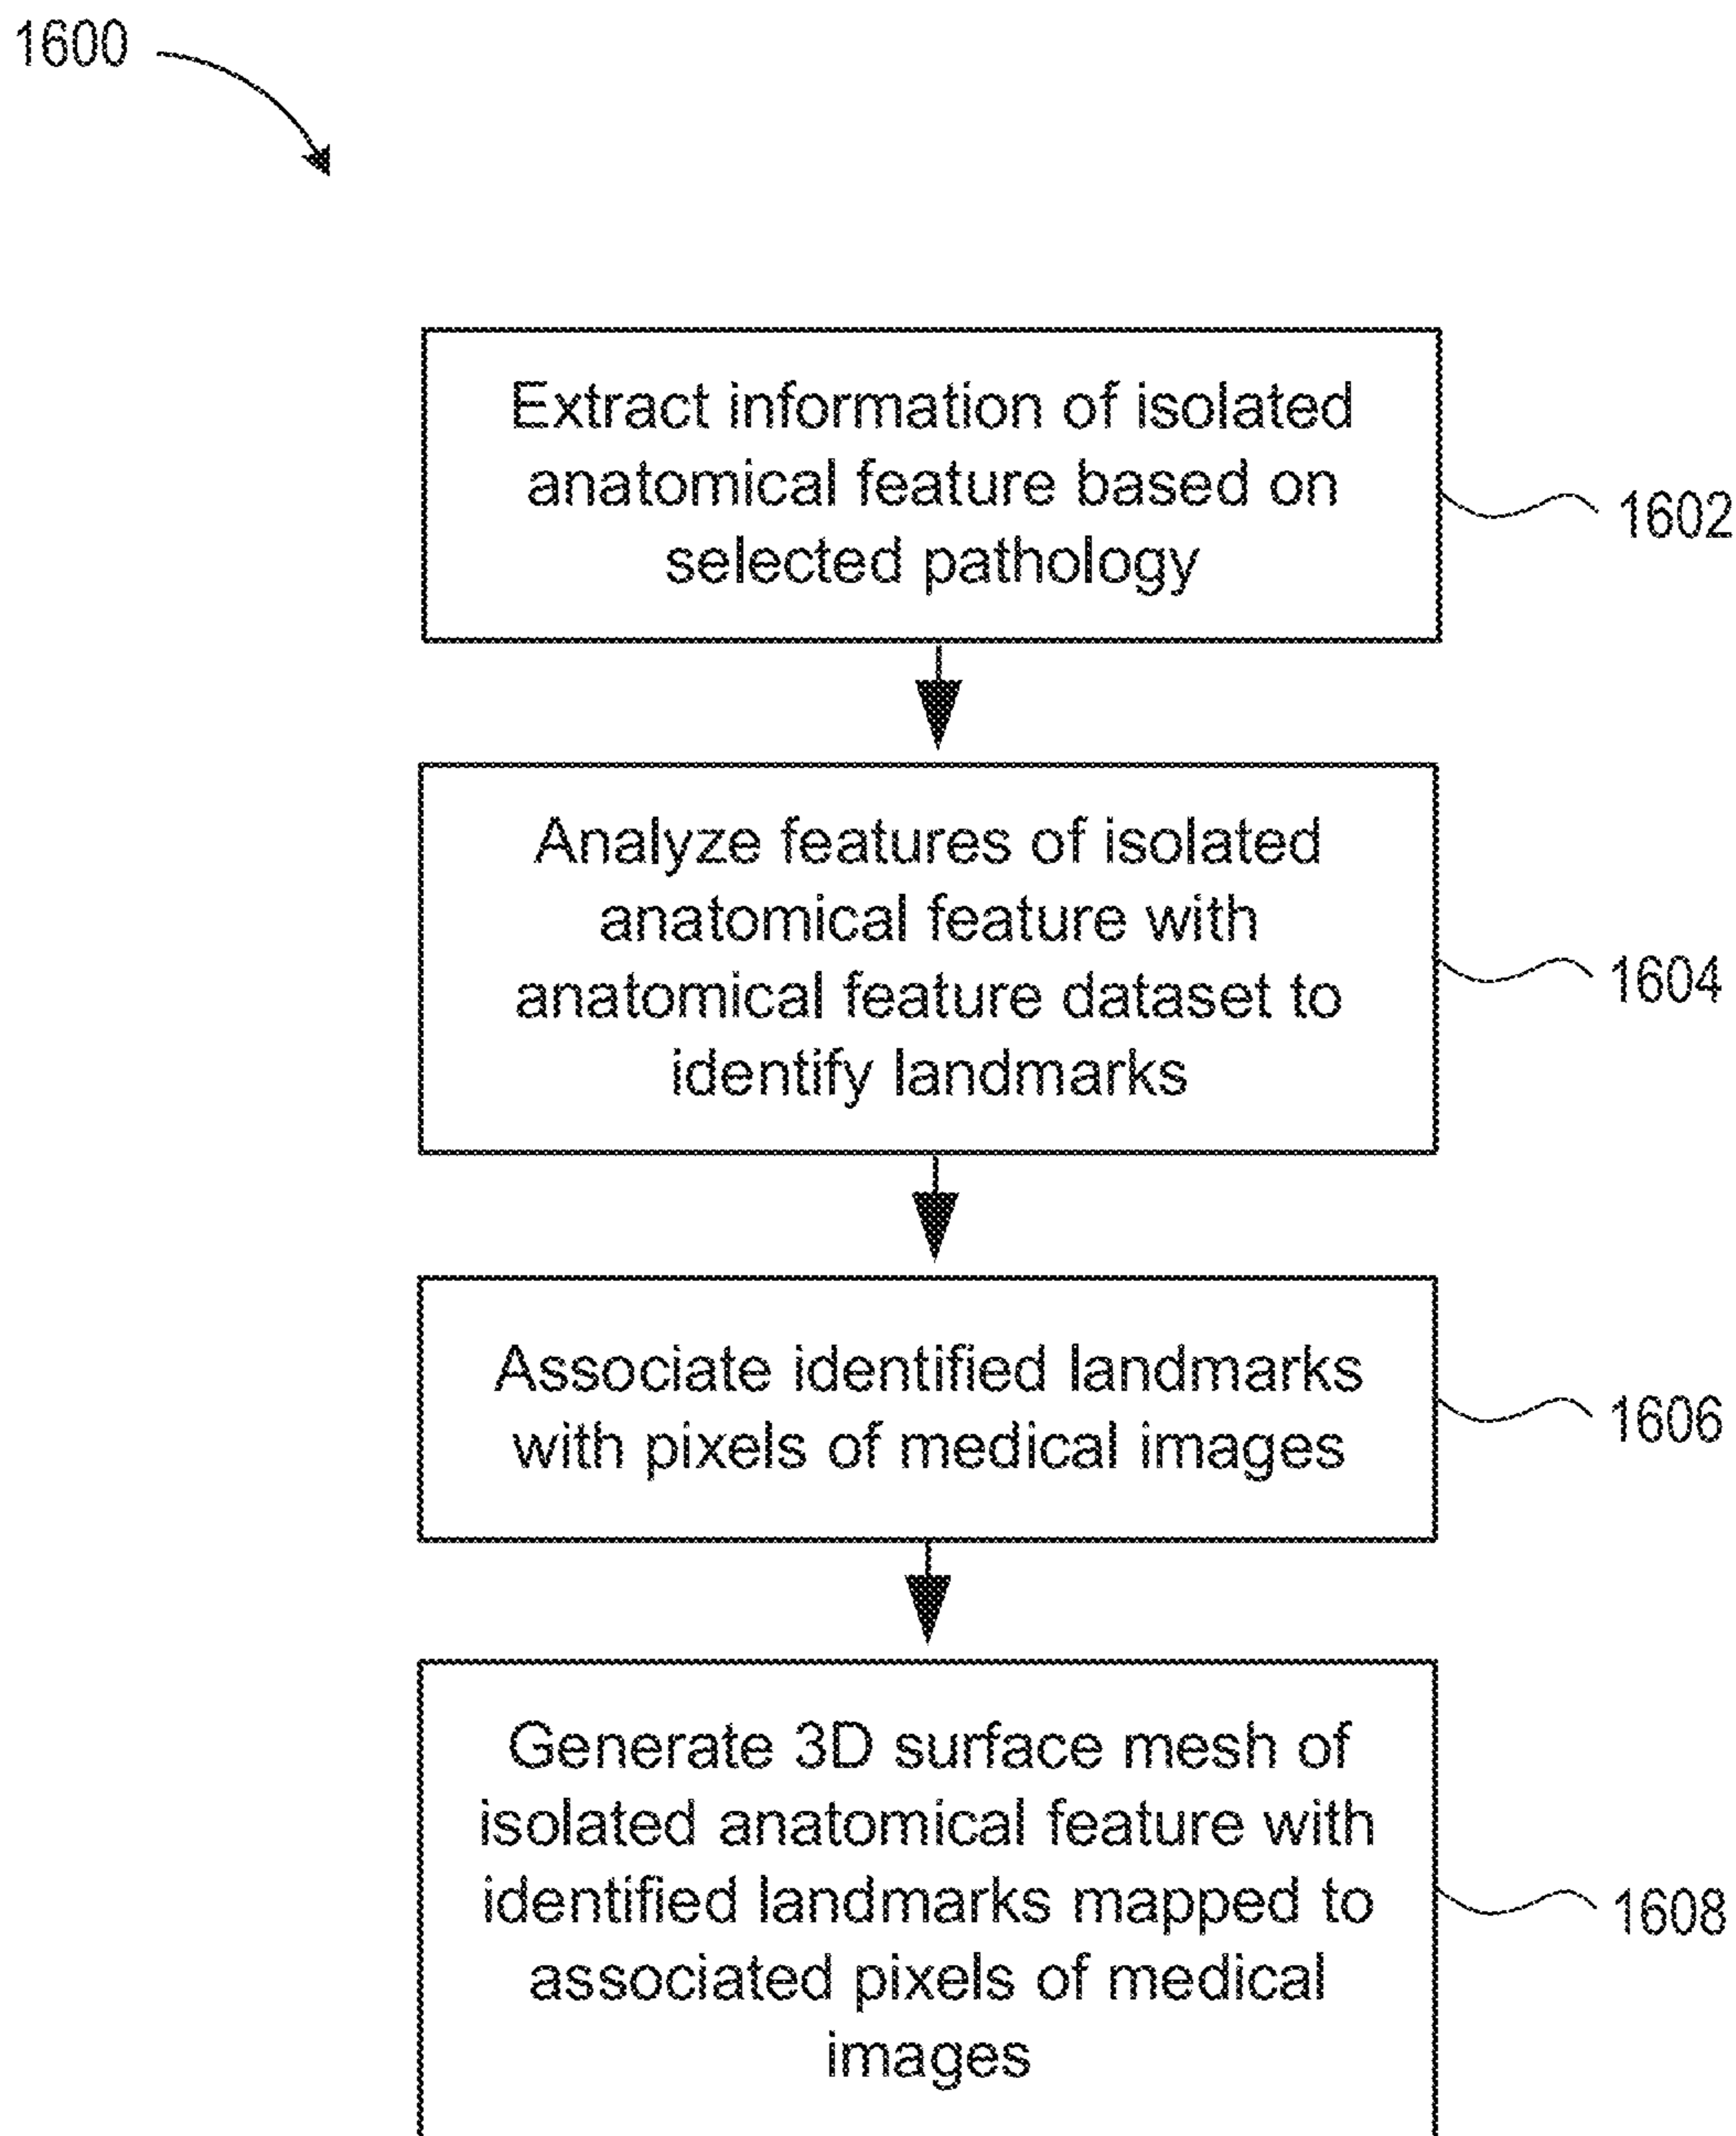 1600
Extract information of isolated
anatomical feature based on
selected pathology
1602
Analyze features of isolated
anatomical feature with
anatomical feature dataset to
identify landmarks
1604
Associate identified landmarks
with pixels of medical images
1606
Generate 3D surface mesh of
isolated anatomical feature with
identified landmarks mapped to
associated pixels of medical
images
1608